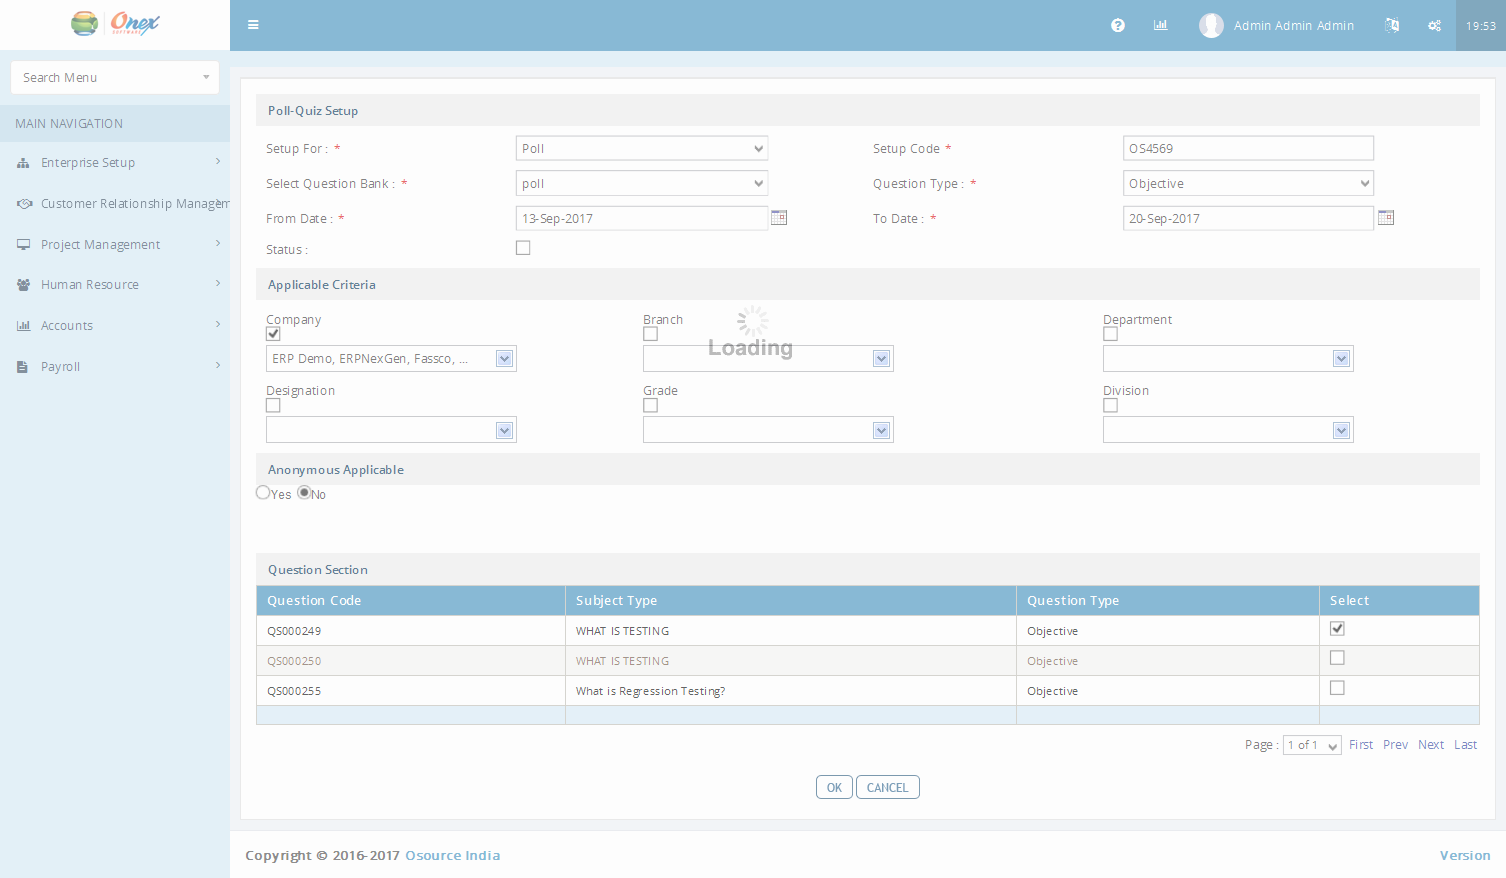 Onex
SOFTWARE
Admin Admin Admin
19:53
Search Menu
MAIN NAVIGATION
Enterprise Setup
Customer Relationship Managem
Project Management
Human Resource
Accounts
Payroll
Poll-Quiz Setup
Setup For : * Poll Setup Code * OS4569
Select Question Bank : * poll Question Type : * Objective
From Date : * 13-Sep-2017 To Date : * 20-Sep-2017
Status :
Applicable Criteria
Company Branch Department
Loading
ERP Demo, ERPNexGen, Fassco, ...
Designation Grade Division
Anonymous Applicable
Yes No
Question Section
Question Code Subject Type Question Type Select
QS000249 WHAT IS TESTING Objective
QS000250 WHAT IS TESTING Objective
QS000255 What is Regression Testing? Objective
Page : 1 of 1 First Prev Next Last
OK CANCEL
Copyright © 2016-2017 Osource India Version